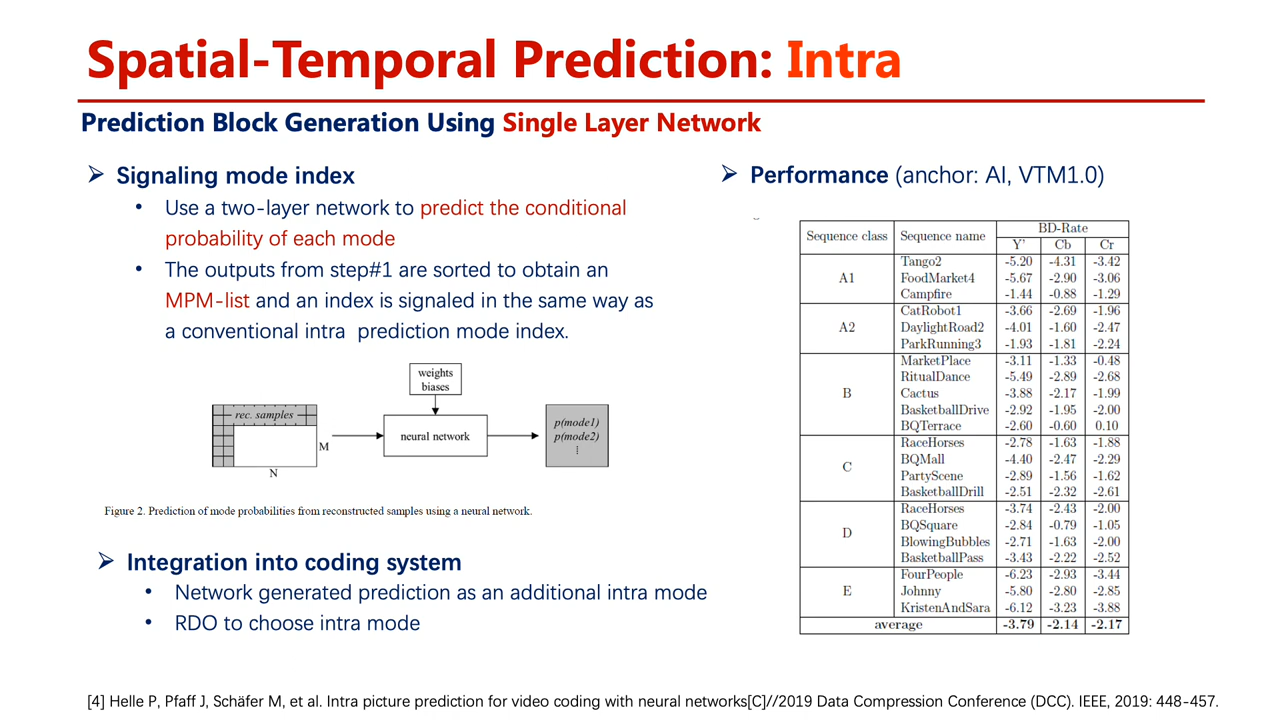 Spatial-Temporal Prediction: Intra
Prediction Block Generation Using Single Layer Network
➢ Signaling mode index
• Use a two-layer network to predict the conditional
probability of each mode
• The outputs from step#1 are sorted to obtain an
MPM-list and an index is signaled in the same way as
a conventional intra prediction mode index.
weights
biases
rec. samples
M
N
neural network
p(mode1)
p(mode2)
⋮
Figure 2. Prediction of mode probabilities from reconstructed samples using a neural network.
➢ Integration into coding system
• Network generated prediction as an additional intra mode
• RDO to choose intra mode
➢ Performance (anchor: AI, VTM1.0)
Sequence class Sequence name BD-Rate
Y' Cb Cr
A1
Tango2 -5.20 -4.31 -3.42
FoodMarket4 -5.67 -2.90 -3.06
Campfire -1.44 -0.88 -1.29
A2
CatRobot1 -3.66 -2.69 -1.96
DaylightRoad2 -4.01 -1.60 -2.47
ParkRunning3 -1.93 -1.81 -2.24
B
MarketPlace -3.11 -1.33 -0.48
RitualDance -5.49 -2.89 -2.68
Cactus -3.88 -2.17 -1.99
BasketballDrive -2.92 -1.95 -2.00
BQTerrace -2.60 -0.60 0.10
C
RaceHorses -2.78 -1.63 -1.88
BQMall -4.40 -2.47 -2.29
PartyScene -2.89 -1.56 -1.62
BasketballDrill -2.51 -2.32 -2.61
D
RaceHorses -3.74 -2.43 -2.00
BQSquare -2.84 -0.79 -1.05
BlowingBubbles -2.71 -1.63 -2.00
BasketballPass -3.43 -2.22 -2.52
E
FourPeople -6.23 -2.93 -3.44
Johnny -5.80 -2.80 -2.85
KristenAndSara -6.12 -3.23 -3.88
average -3.79 -2.14 -2.17
[4] Helle P, Pfaff J, Schäfer M, et al. Intra picture prediction for video coding with neural networks[C]//2019 Data Compression Conference (DCC). IEEE, 2019: 448-457.